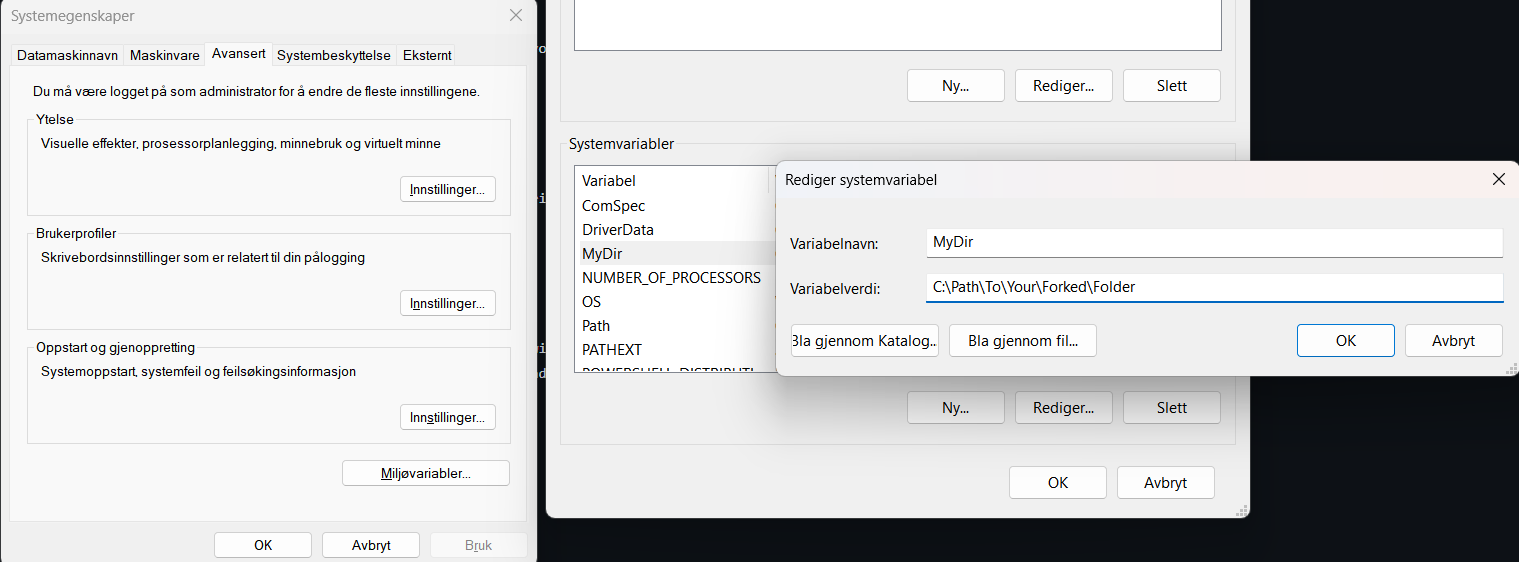 Systemegenskaper
Datamaskinnavn
Maskinvare
Avansert
Systembeskyttelse
Eksternt
Du må være logget på som administrator for å endre de fleste innstillingene.
Ytelse
Visuelle effekter, prosessorplanlegging, minnebruk og virtuelt minne
Innstillinger...
Brukerprofiler
Skrivebordsinnstillinger som er relatert til din pålogging
Innstillinger...
Oppstart og gjenoppretting
Systemoppstart, systemfeil og feilsøkingsinformasjon
Innstillinger...
Miljøvariabler...
OK
Avbryt
Bruk
Ny...
Rediger...
Slett
Systemvariabler
Variabel
ComSpec
DriverData
MyDir
NUMBER_OF_PROCESSORS
OS
Path
PATHEXT
Rediger systemvariabel
Variabelnavn:
MyDir
Variabelverdi:
C:\Path\To\Your\Forked\Folder
Bla gjennom Katalog...
Bla gjennom fil...
OK
Avbryt
Ny...
Rediger...
Slett
OK
Avbryt